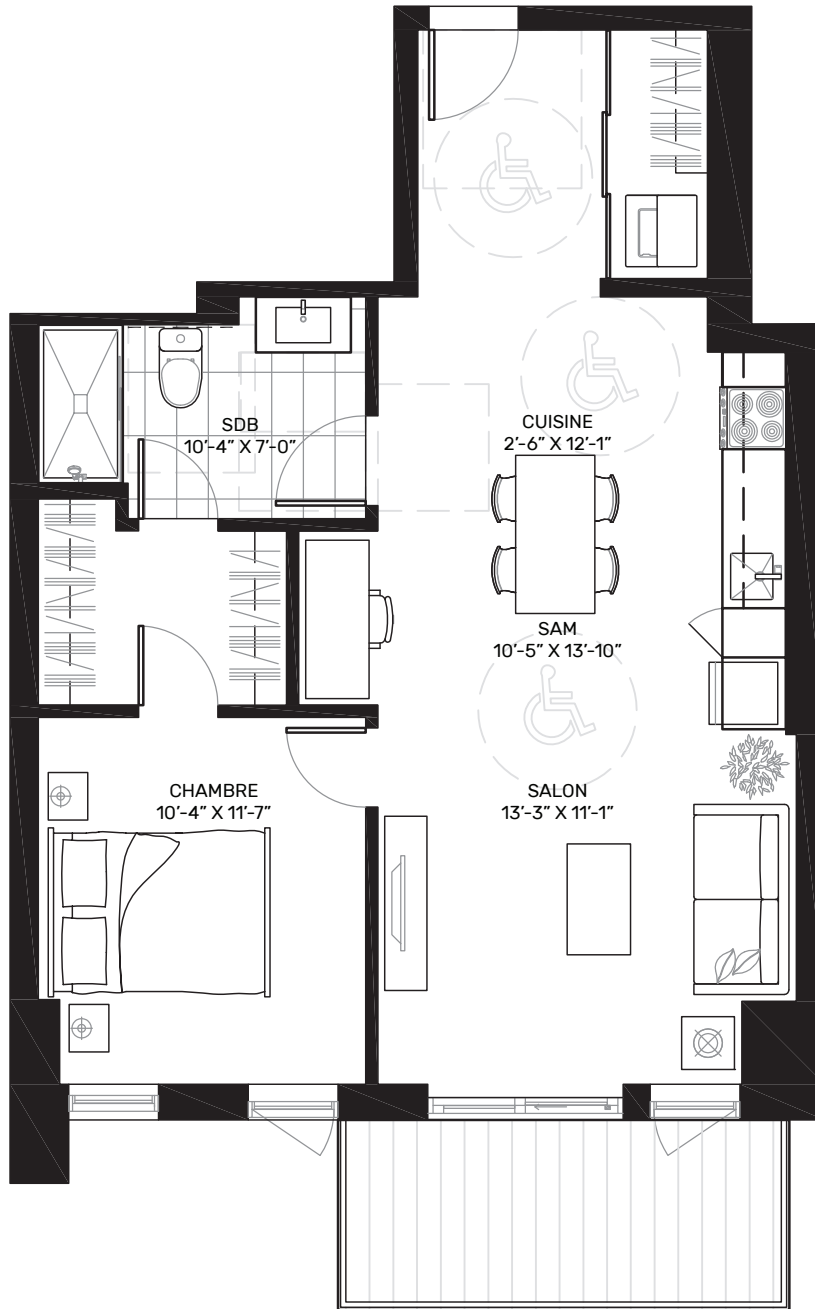 SDB
10’-4” X 7’-0”
CUISINE
2’-6” X 12’-1”
SAM
10’-5” X 13’-10”
CHAMBRE
10’-4” X 11’-7”
SALON
13’-3” X 11’-1”